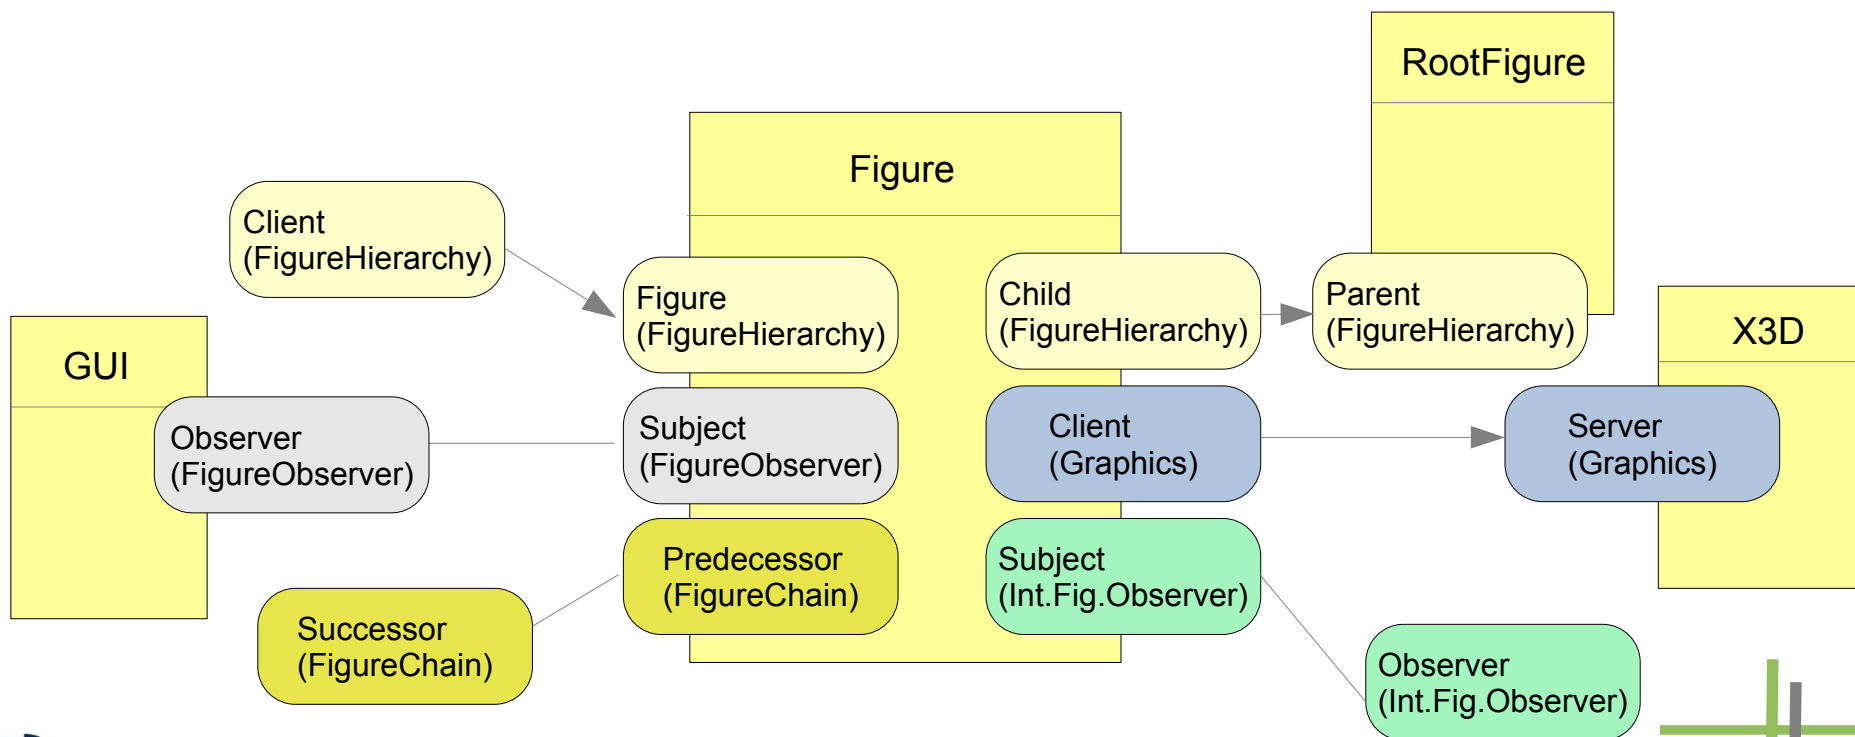 RootFigure
Figure
Client
(FigureHierarchy)
Figure
(FigureHierarchy)
Child
(FigureHierarchy)
Parent
(FigureHierarchy)
X3D
GUI
Observer
(FigureObserver)
Subject
(FigureObserver)
Client
(Graphics)
Server
(Graphics)
Predecessor
(FigureChain)
Subject
(Int.Fig.Observer)
Successor
(FigureChain)
Observer
(Int.Fig.Observer)